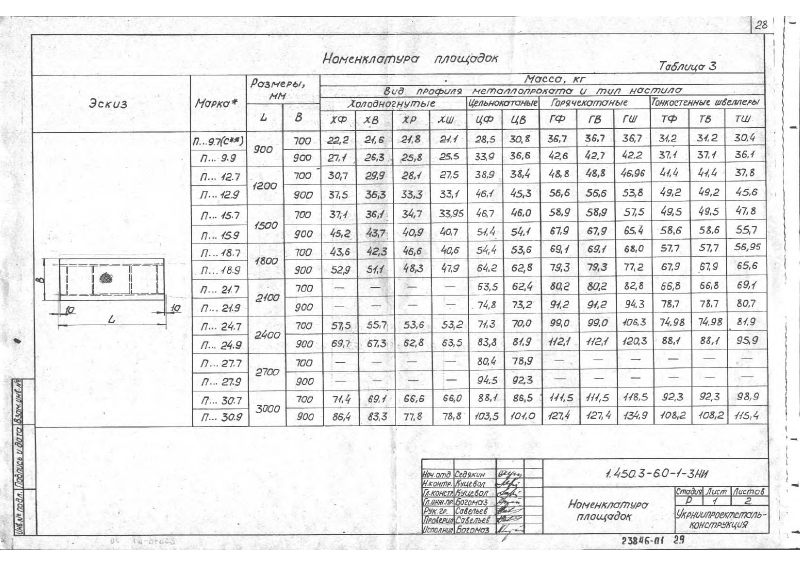 28
Номенклатура площадок
Таблица 3
Эскиз Марка* Размеры, мм Масса, кг
Вид профиля металлопроката и тип настила
L B Холодногнутые Цельнокатаные Горячекатаные Тонкостенные швеллеры
ХФ ХВ ХР ХШ ЦФ ЦВ ГФ ГВ ГШ ТФ ТВ ТШ
П... 9.7(С**) 900 700 22,2 21,6 21,8 21.1 28,5 30,8 36,7 36,7 36,7 31.2 31.2 30.4
П... 9.9 900 27,1 26,3 25,8 25,5 33,9 36,6 42,6 42,7 42.2 37.1 37.1 36,1
П... 12.7 1200 700 30,7 29,9 28,1 27,5 38,9 38,4 48,8 48,8 46.96 41,4 41,4 37,8
П... 12.9 900 37,5 36,3 33,3 33,1 46,1 45,3 56,6 56,6 53,8 49,2 49,2 45,6
П... 15.7 1500 700 37,1 36,1 34,7 33,95 46,7 46,0 58,9 58,9 57,5 49,5 49,5 47,8
П... 15.9 900 45,2 43,7 40,9 40,7 51,4 54,1 67,9 67,9 65,4 58,6 58,6 55,7
П... 18.7 1800 700 43,6 42,3 46,6 40,6 54,4 53,6 69,1 69,1 68.0 57.7 57,7 56,95
П... 18.9 900 52,9 51,1 48,3 47,9 64,2 62,8 79,3 79,3 77,2 67,9 67,9 65,6
П... 21.7 2100 700 — — — — 63,5 62,4 80,2 80,2 82,8 66,8 66,8 69,1
П... 21.9 900 — — — — 74,8 73,2 91,2 91,2 94,3 78,7 78,7 80,7
П... 24.7 2400 700 57,5 55,7 53,6 53,2 71,3 70,0 99,0 99,0 106,3 74,98 74.98 81.9
П... 24.9 900 69,7 67,3 62,8 63,5 83,8 81,9 112,1 112,1 120,3 88,1 88,1 95,9
П... 27.7 2700 700 — — — — 80,4 78,9 — — — — — —
П... 27.9 900 — — — — 94,5 92,3 — — — — — —
П... 30.7 3000 700 71,4 69,1 66,6 66,0 88,1 86,5 111,5 111,5 118,5 92,3 92,3 98,9
П... 30.9 900 86,4 83,3 77,8 78,8 103,5 101,0 127,4 127,4 134,9 108,2 108,2 115,4
B
10 L 10
Инв.№ подл. Подпись и дата Взам.инв.№
Нач.отд. Седякин
Н.контр. Куцевол
Гл.констр. Куцевол
Гл.инж.пр. Богомаз
Рук.гр. Савельев
Проверил Савельев
Исполнил Богомаз
1.450.3-6.0-1-3НИ
Номенклатура площадок
Стадия Лист Листов
Р 1 2
Укрниипроектсталь-
конструкция
23846-01 29